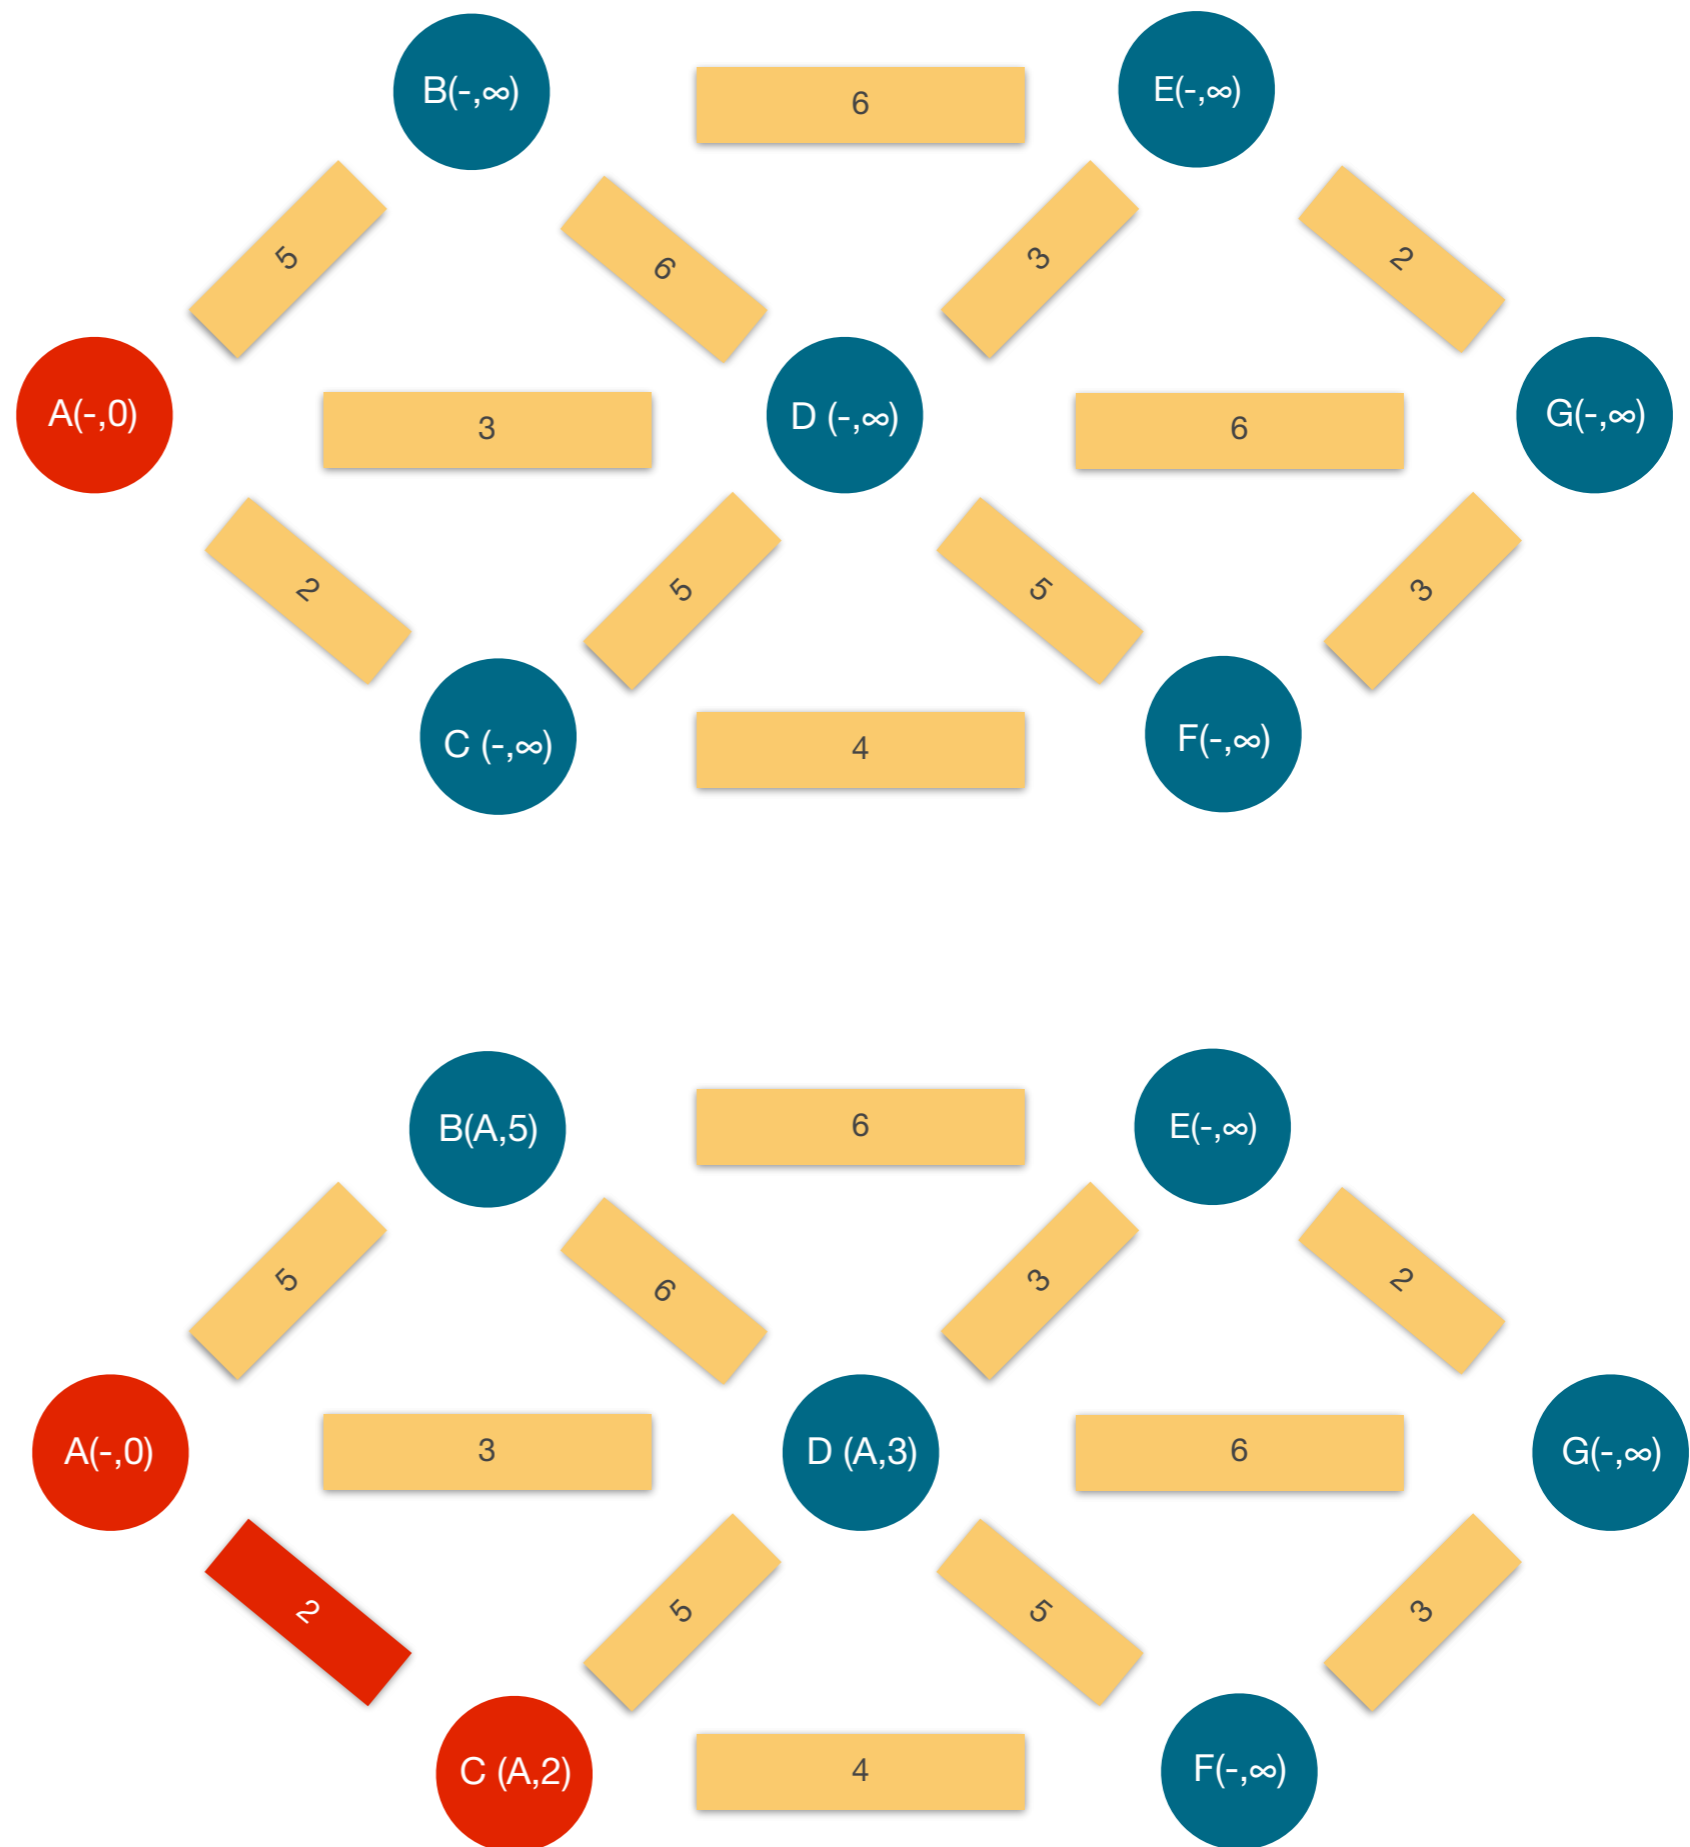 B(-,∞)
6
E(-,∞)
5
6
3
2
A(-,0)
3
D (-,∞)
6
G(-,∞)
2
5
5
3
C (-,∞)
4
F(-,∞)
B(A,5)
6
E(-,∞)
5
6
3
2
A(-,0)
3
D (A,3)
6
G(-,∞)
2
5
5
3
C (A,2)
4
F(-,∞)